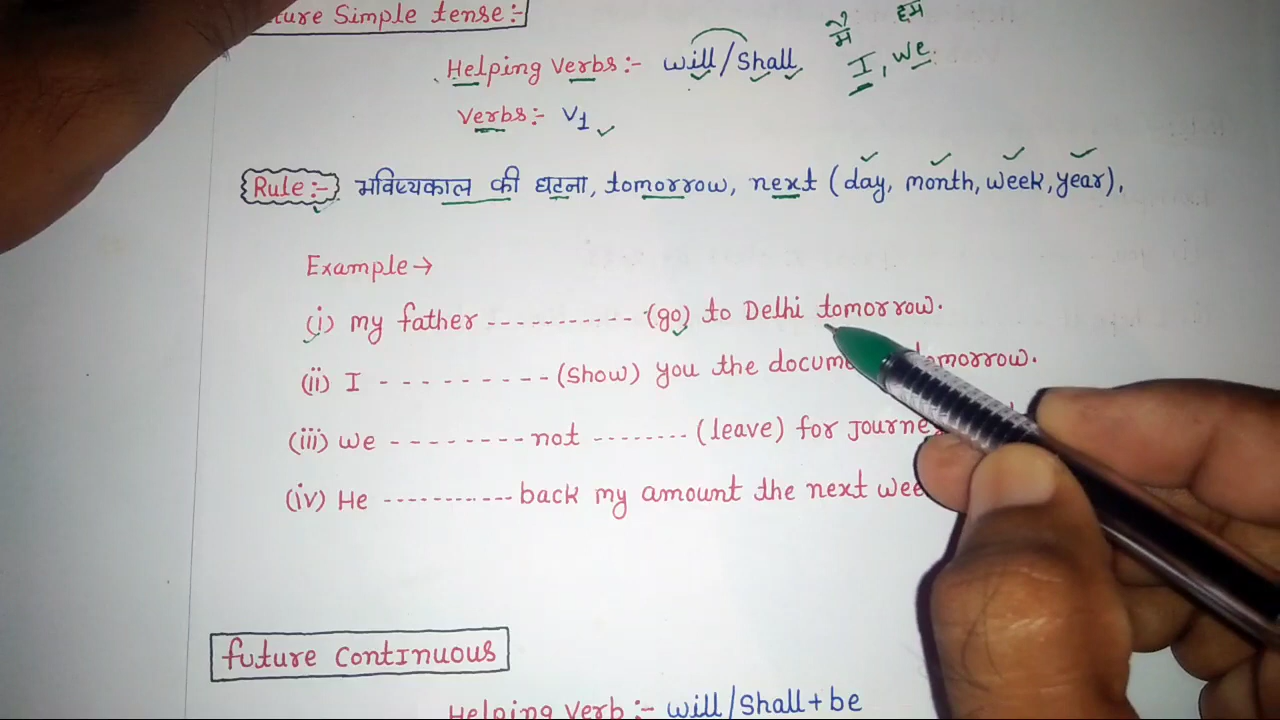 ture Simple tense:-
मैं हम
Helping Verbs:- will/Shall I, we.
Verbs:- V1
Rule:- भविष्यकाल की घटना, tomorrow, next (day, month, week, year),
Example→
(i) my father ----------- (go) to Delhi tomorrow.
(ii) I --------- (Show) you the docum tomorrow.
(iii) we -------- not -------- (leave) for Journe
(iv) He ------------ back my amount the next wee
future Continuous
Helping Verb:- will/Shall+be